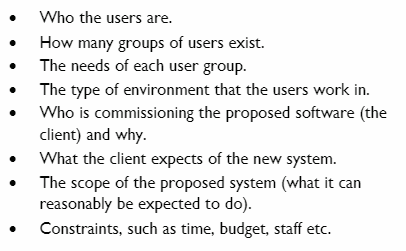 • Who the users are.
• How many groups of users exist.
• The needs of each user group.
• The type of environment that the users work in.
• Who is commissioning the proposed software (the
client) and why.
• What the client expects of the new system.
• The scope of the proposed system (what it can
reasonably be expected to do).
• Constraints, such as time, budget, staff etc.